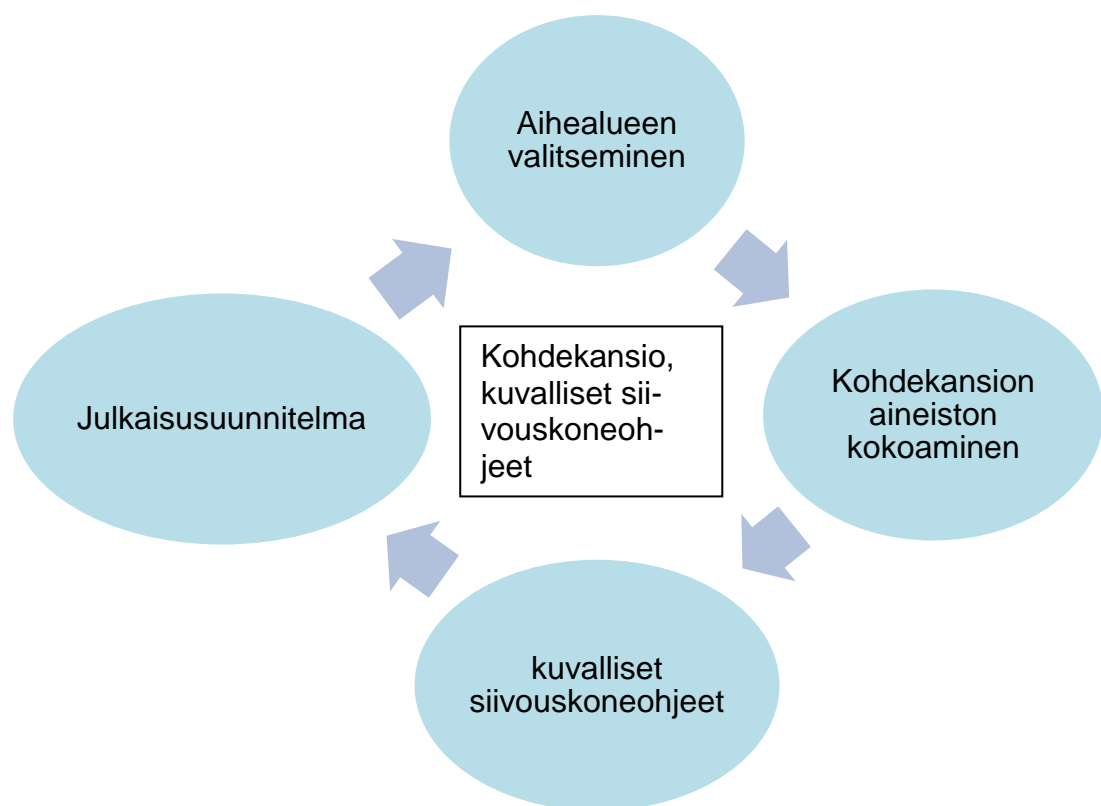 Aihealueen
valitseminen
Kohdekansio,
kuvalliset sii-
vouskoneoh-
jeet
Kohdekansion
aineiston
kokoaminen
Julkaisusuunnitelma
kuvalliset
siivouskoneohjeet